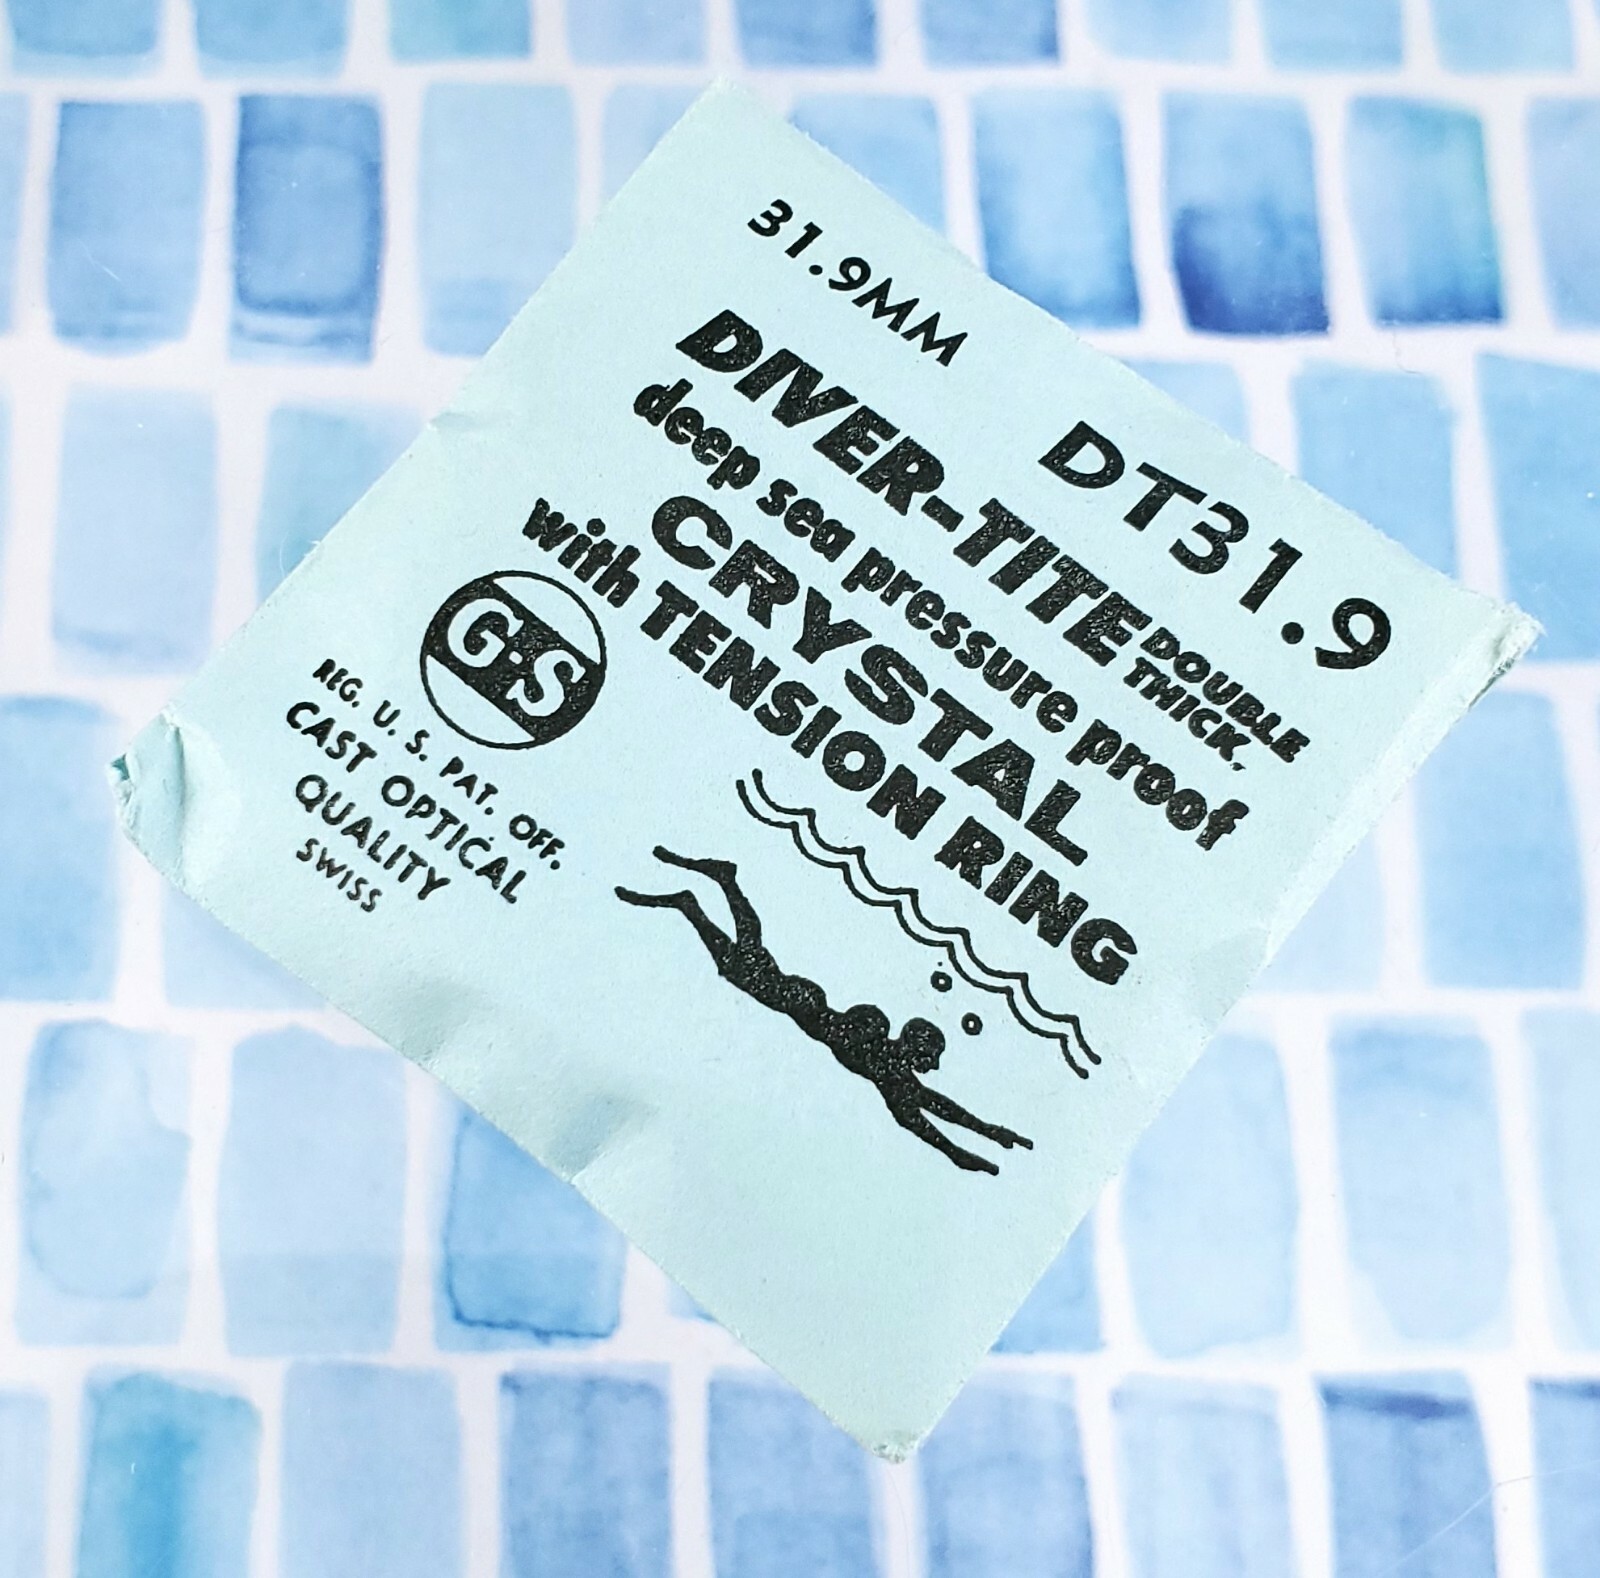 31.9MM
DT31.9
DIVER-TITE DOUBLE THICK,
deep sea pressure proof
CRYSTAL
with TENSION RING
G-S
REG. U. S. PAT. OFF.
CAST OPTICAL
QUALITY
SWISS